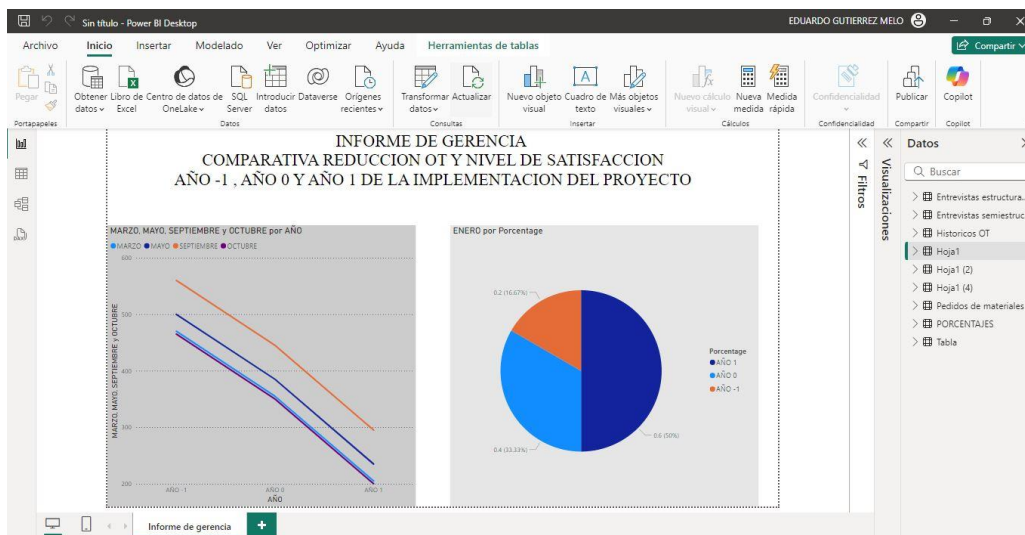 Sin título - Power BI Desktop
EDUARDO GUTIERREZ MELO
Archivo Inicio Insertar Modelado Ver Optimizar Ayuda Herramientas de tablas Compartir
Pegar
Obtener datos
Libro de Excel
Centro de datos de OneLake
SQL Server
Introducir datos
Dataverse
Orígenes recientes
Transformar datos
Actualizar
Nuevo objeto visual
Cuadro de texto
Más objetos visuales
Nuevo cálculo visual
Nueva medida
Medida rápida
Confidencialidad
Publicar
Copilot
Portapapeles Datos Consultas Insertar Cálculos Confidencialidad Compartir Copilot
INFORME DE GERENCIA
COMPARATIVA REDUCCION OT Y NIVEL DE SATISFACCION
AÑO -1 , AÑO 0 Y AÑO 1 DE LA IMPLEMENTACION DEL PROYECTO
MARZO, MAYO, SEPTIEMBRE y OCTUBRE por AÑO
MARZO MAYO SEPTIEMBRE OCTUBRE
600
500
400
300
200
MARZO, MAYO, SEPTIEMBRE y OCTUBRE
AÑO -1 AÑO 0 AÑO 1
AÑO
ENERO por Porcentage
0.2 (16.67%)
0.4 (33.33%)
0.6 (50%)
Porcentage
AÑO 1
AÑO 0
AÑO -1
Filtros
Visualizaciones
Datos
Buscar
Entrevistas estructura...
Entrevistas semiestruc...
Historicos OT
Hoja1
Hoja1 (2)
Hoja1 (4)
Pedidos de materiales
PORCENTAJES
Tabla
Informe de gerencia